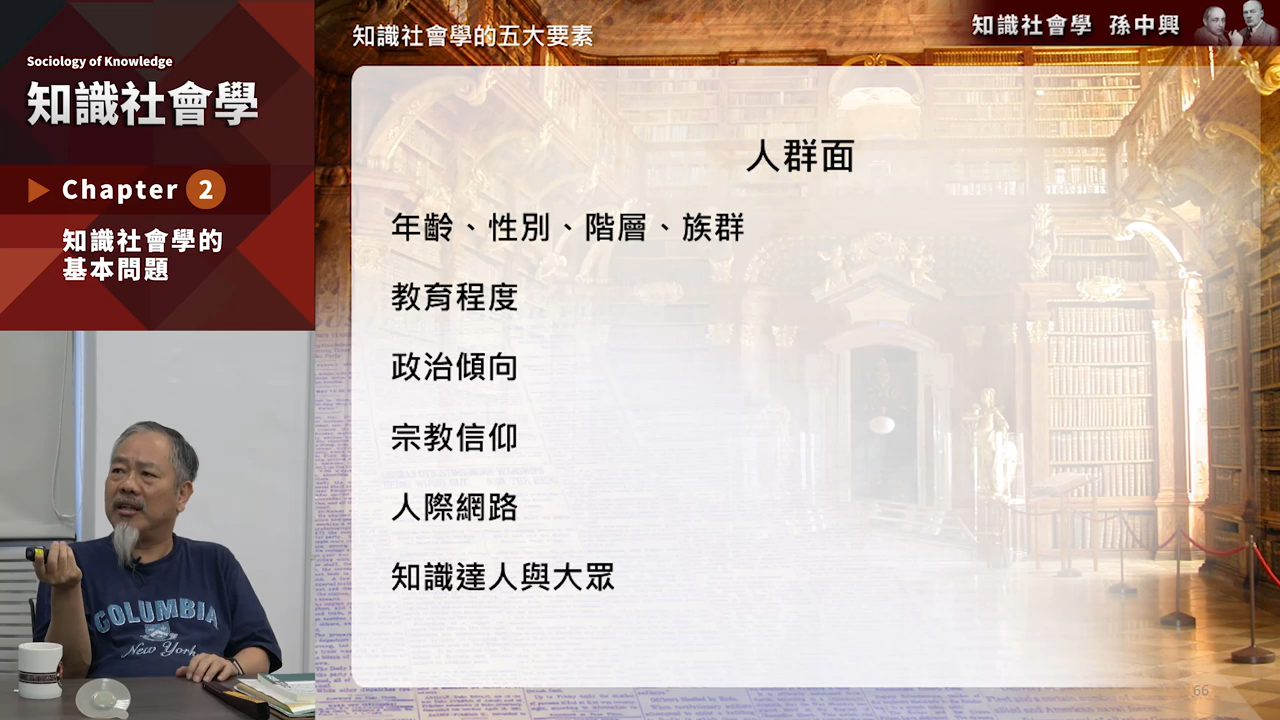 Sociology of Knowledge
知識社會學
Chapter 2
知識社會學的
基本問題
知識社會學的五大要素
知識社會學 孫中興
人群面
年齡、性別、階層、族群
教育程度
政治傾向
宗教信仰
人際網路
知識達人與大眾
COLUMBIA
New York
66